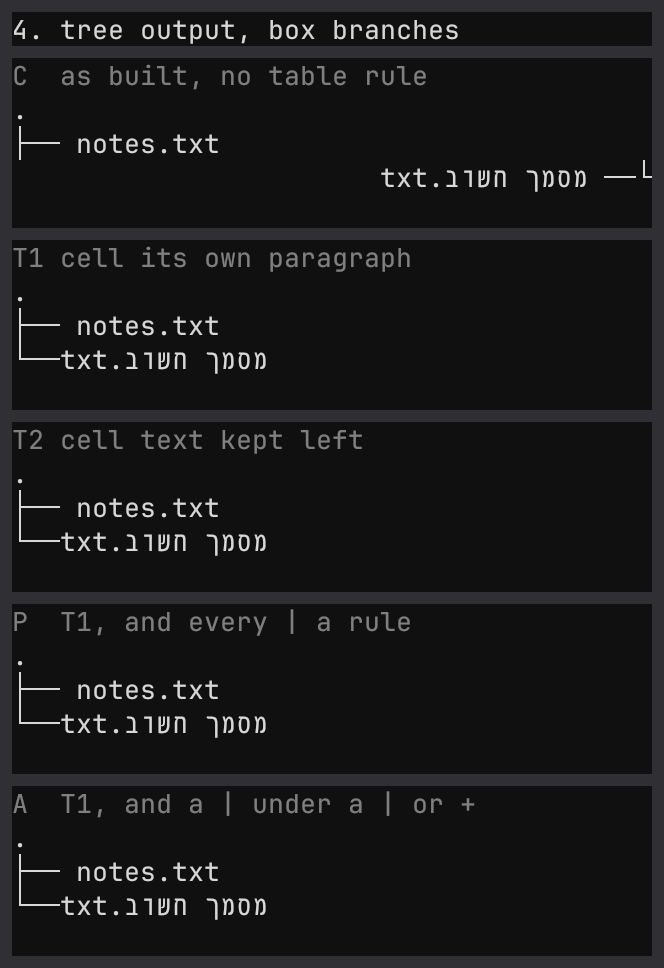 4. tree output, box branches
C  as built, no table rule
.
├── notes.txt
└── מסמך חשוב.txt
T1 cell its own paragraph
.
├── notes.txt
└── מסמך חשוב.txt
T2 cell text kept left
.
├── notes.txt
└── מסמך חשוב.txt
P  T1, and every | a rule
.
├── notes.txt
└── מסמך חשוב.txt
A  T1, and a | under a | or +
.
├── notes.txt
└── מסמך חשוב.txt